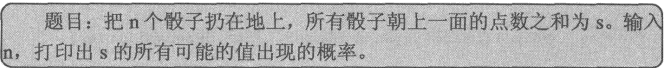 题目：把 n 个骰子扔在地上，所有骰子朝上一面的点数之和为 s。输入
n，打印出 s 的所有可能的值出现的概率。